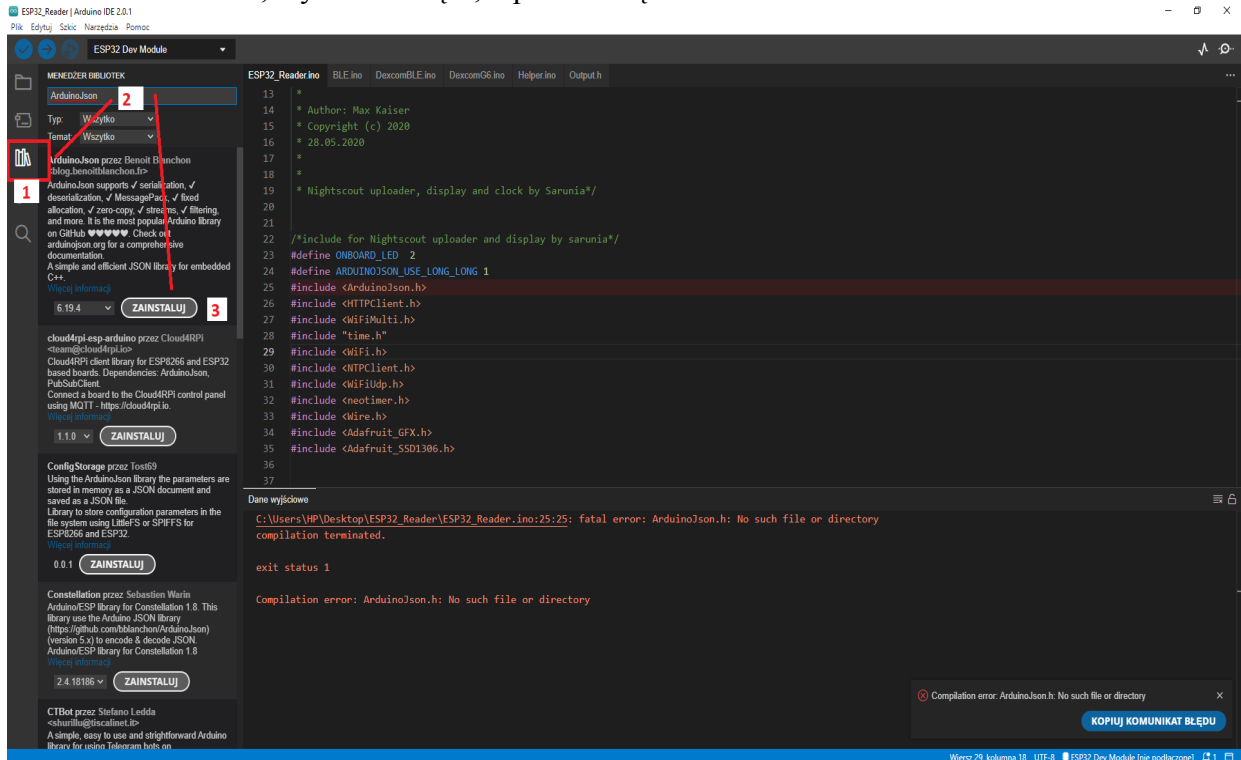 ESP32_Reader | Arduino IDE 2.0.1
Plik Edytuj Szkic Narzędzia Pomoc
ESP32 Dev Module
MENEDŻER BIBLIOTEK
ArduinoJson
2
Typ: Wszytko
Temat: Wszytko
1
ArduinoJson przez Benoit Blanchon
<blog.benoitblanchon.fr>
ArduinoJson supports ✓ serialization, ✓
deserialization, ✓ MessagePack, ✓ fixed
allocation, ✓ zero-copy, ✓ streams, ✓ filtering,
and more. It is the most popular Arduino library
on GitHub ♥♥♥♥♥. Check out
arduinojson.org for a comprehensive
documentation.
A simple and efficient JSON library for embedded
C++.
Więcej informacji
6.19.4 ZAINSTALUJ
3
cloud4rpi-esp-arduino przez Cloud4RPi
<team@cloud4rpi.io>
Cloud4RPi client library for ESP8266 and ESP32
based boards. Dependencies: ArduinoJson,
PubSubClient.
Connect a board to the Cloud4RPi control panel
using MQTT - https://cloud4rpi.io.
Więcej informacji
1.1.0 ZAINSTALUJ
ConfigStorage przez Tost69
Using the ArduinoJson library the parameters are
stored in memory as a JSON document and
saved as a JSON file.
Library to store configuration parameters in the
file system using LittleFS or SPIFFS for
ESP8266 and ESP32.
Więcej informacji
0.0.1 ZAINSTALUJ
Constellation przez Sebastien Warin
Arduino/ESP library for Constellation 1.8. This
library use the Arduino JSON library
(https://github.com/bblanchon/ArduinoJson)
(version 5.x) to encode & decode JSON.
Arduino/ESP library for Constellation 1.8
Więcej informacji
2.4.18186 ZAINSTALUJ
CTBot przez Stefano Ledda
<shurillu@tiscalinet.it>
A simple, easy to use and strightforward Arduino
library for using Telegram bots on
ESP32_Reader.ino BLE.ino DexcomBLE.ino DexcomG6.ino Helper.ino Output.h
13 *
14 * Author: Max Kaiser
15 * Copyright (c) 2020
16 * 28.05.2020
17 *
18 *
19 * Nightscout uploader, display and clock by Sarunia*/
20
21
22 /*include for Nightscout uploader and display by sarunia*/
23 #define ONBOARD_LED 2
24 #define ARDUINOJSON_USE_LONG_LONG 1
25 #include <ArduinoJson.h>
26 #include <HTTPClient.h>
27 #include <WiFiMulti.h>
28 #include "time.h"
29 #include <WiFi.h>
30 #include <NTPClient.h>
31 #include <WiFiUdp.h>
32 #include <neotimer.h>
33 #include <Wire.h>
34 #include <Adafruit_GFX.h>
35 #include <Adafruit_SSD1306.h>
36
37
Dane wyjściowe
C:\Users\HP\Desktop\ESP32_Reader\ESP32_Reader.ino:25:25: fatal error: ArduinoJson.h: No such file or directory
compilation terminated.
exit status 1
Compilation error: ArduinoJson.h: No such file or directory
Compilation error: ArduinoJson.h: No such file or directory
KOPIUJ KOMUNIKAT BŁĘDU
Wiersz 29, kolumna 18 UTF-8 ESP32 Dev Module [nie podłączone] 1